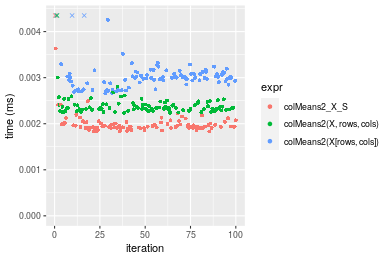 0.004
0.003
0.002
0.001
0.000
time (ms)
0
25
50
75
100
iteration
expr
colMeans2_X_S
colMeans2(X, rows, cols)
colMeans2(X[rows, cols])